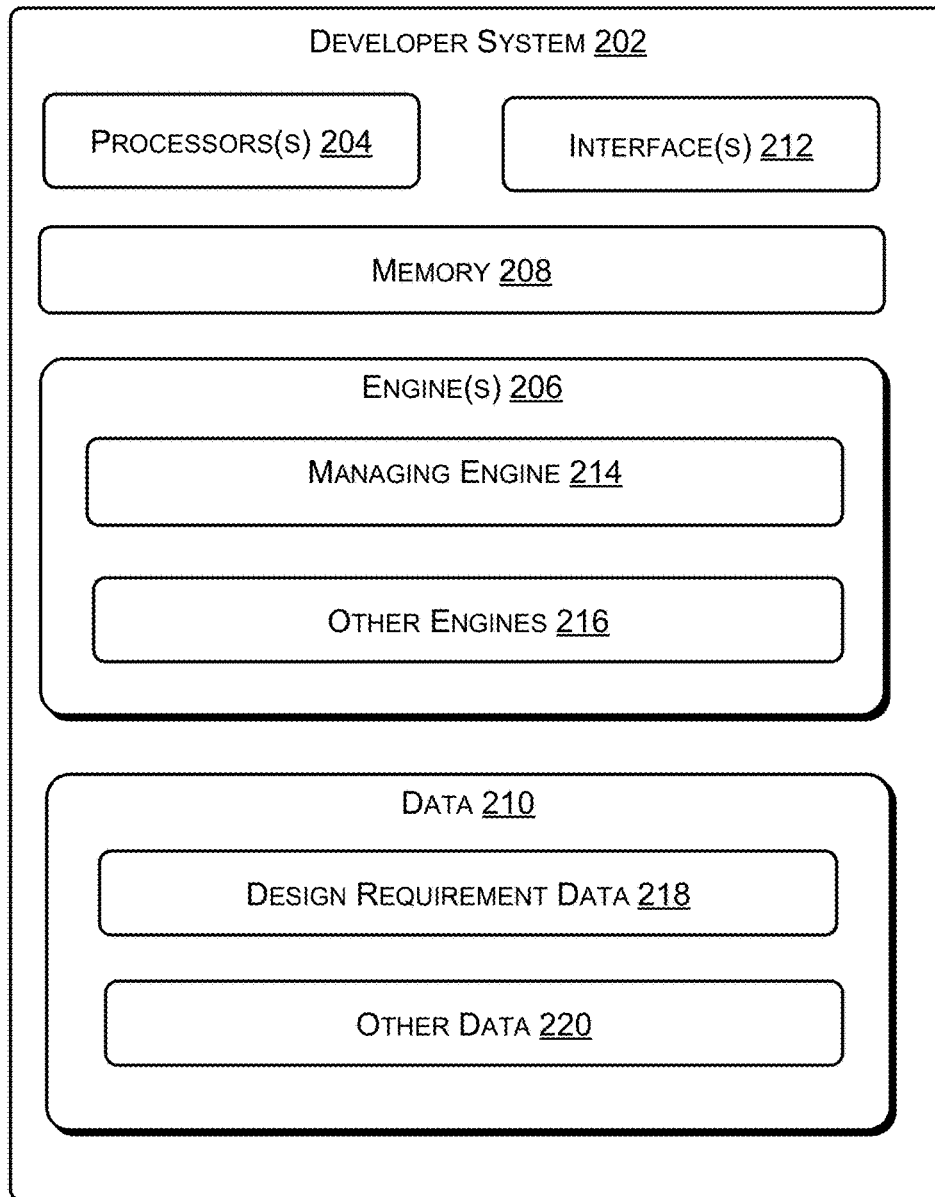 DEVELOPER SYSTEM 202
PROCESSORS(S) 204
INTERFACE(S) 212
MEMORY 208
ENGINE(S) 206
MANAGING ENGINE 214
OTHER ENGINES 216
DATA 210
DESIGN REQUIREMENT DATA 218
OTHER DATA 220